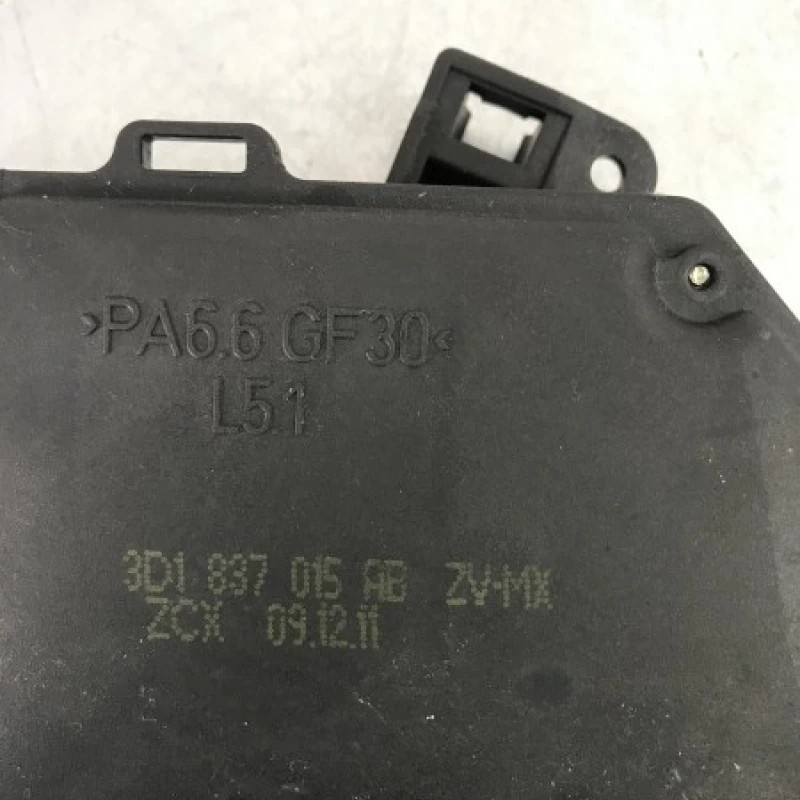 >PA6.6 GF30<
L51
3D1 837 015 AB ZV-MX
ZCX 09.12.11